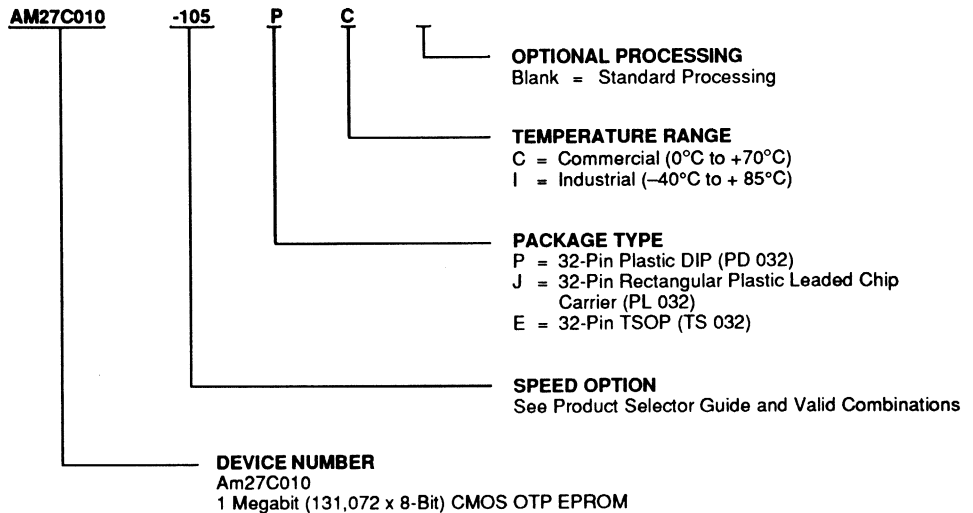 AM27C010 -105 P C
OPTIONAL PROCESSING
Blank = Standard Processing
TEMPERATURE RANGE
C = Commercial (0°C to +70°C)
I = Industrial (–40°C to + 85°C)
PACKAGE TYPE
P = 32-Pin Plastic DIP (PD 032)
J = 32-Pin Rectangular Plastic Leaded Chip
Carrier (PL 032)
E = 32-Pin TSOP (TS 032)
SPEED OPTION
See Product Selector Guide and Valid Combinations
DEVICE NUMBER
Am27C010
1 Megabit (131,072 x 8-Bit) CMOS OTP EPROM